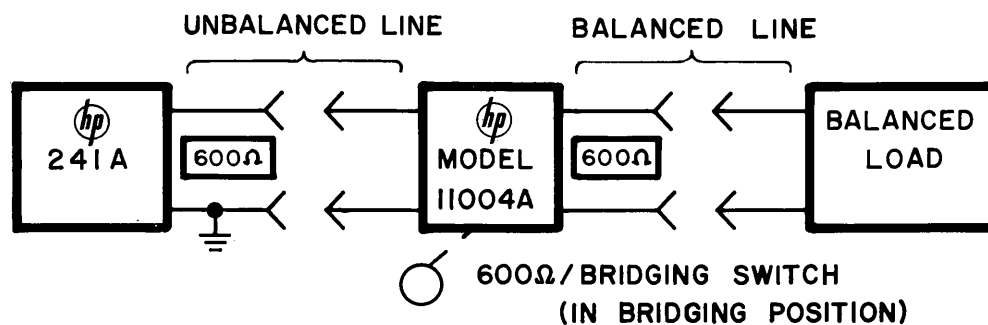 UNBALANCED LINE
BALANCED LINE
hp
241A
600Ω
hp
MODEL
11004A
600Ω
BALANCED
LOAD
600Ω/BRIDGING SWITCH
(IN BRIDGING POSITION)